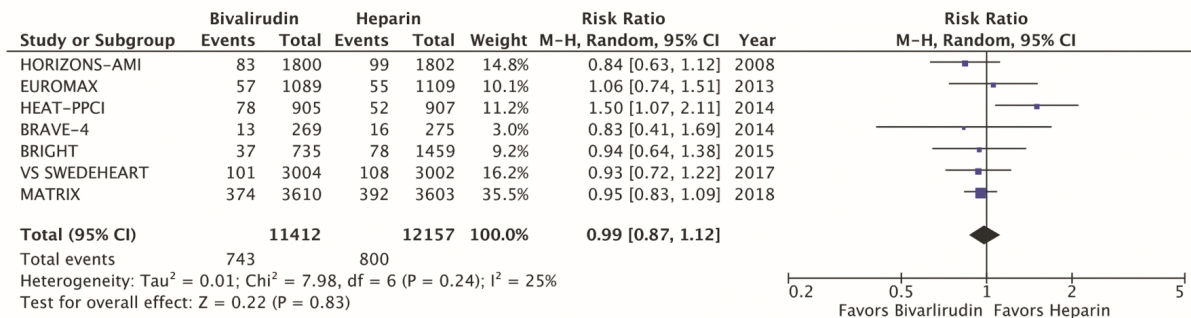 Bivalirudin Heparin Risk Ratio Risk Ratio
Study or Subgroup Events Total Events Total Weight M-H, Random, 95% CI Year M-H, Random, 95% CI
HORIZONS-AMI 83 1800 99 1802 14.8% 0.84 [0.63, 1.12] 2008
EUROMAX 57 1089 55 1109 10.1% 1.06 [0.74, 1.51] 2013
HEAT-PPCI 78 905 52 907 11.2% 1.50 [1.07, 2.11] 2014
BRAVE-4 13 269 16 275 3.0% 0.83 [0.41, 1.69] 2014
BRIGHT 37 735 78 1459 9.2% 0.94 [0.64, 1.38] 2015
VS SWEDEHEART 101 3004 108 3002 16.2% 0.93 [0.72, 1.22] 2017
MATRIX 374 3610 392 3603 35.5% 0.95 [0.83, 1.09] 2018
Total (95% CI) 11412 12157 100.0% 0.99 [0.87, 1.12]
Total events 743 800
Heterogeneity: Tau² = 0.01; Chi² = 7.98, df = 6 (P = 0.24); I² = 25%
Test for overall effect: Z = 0.22 (P = 0.83)
0.2 0.5 1 2 5
Favors Bivarlirudin Favors Heparin